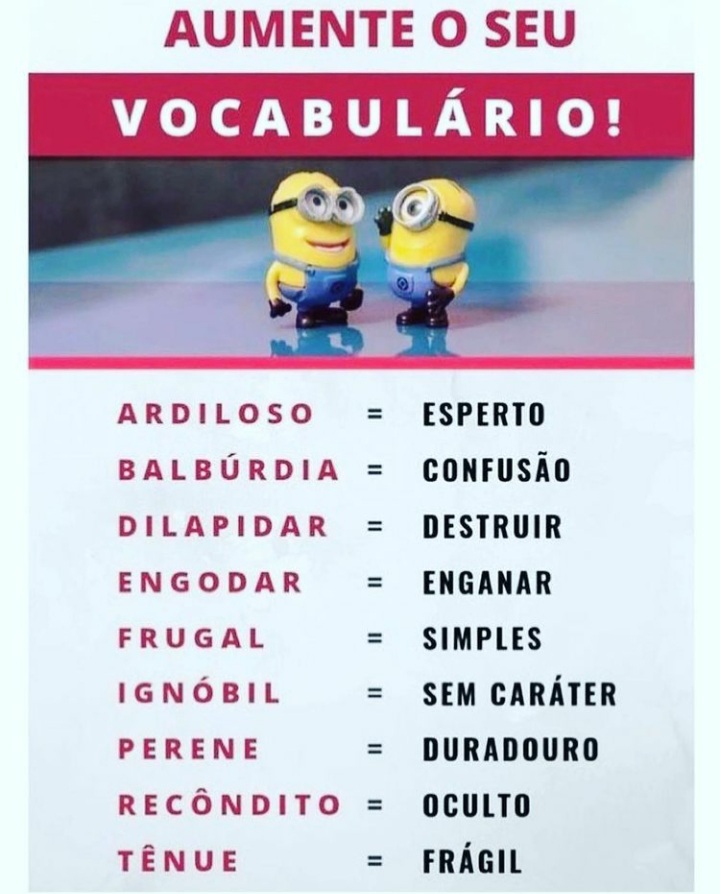 AUMENTE O SEU
VOCABULÁRIO!
ARDILOSO = ESPERTO
BALBÚRDIA = CONFUSÃO
DILAPIDAR = DESTRUIR
ENGODAR = ENGANAR
FRUGAL = SIMPLES
IGNÓBIL = SEM CARÁTER
PERENE = DURADOURO
RECÔNDITO = OCULTO
TÊNUE = FRÁGIL